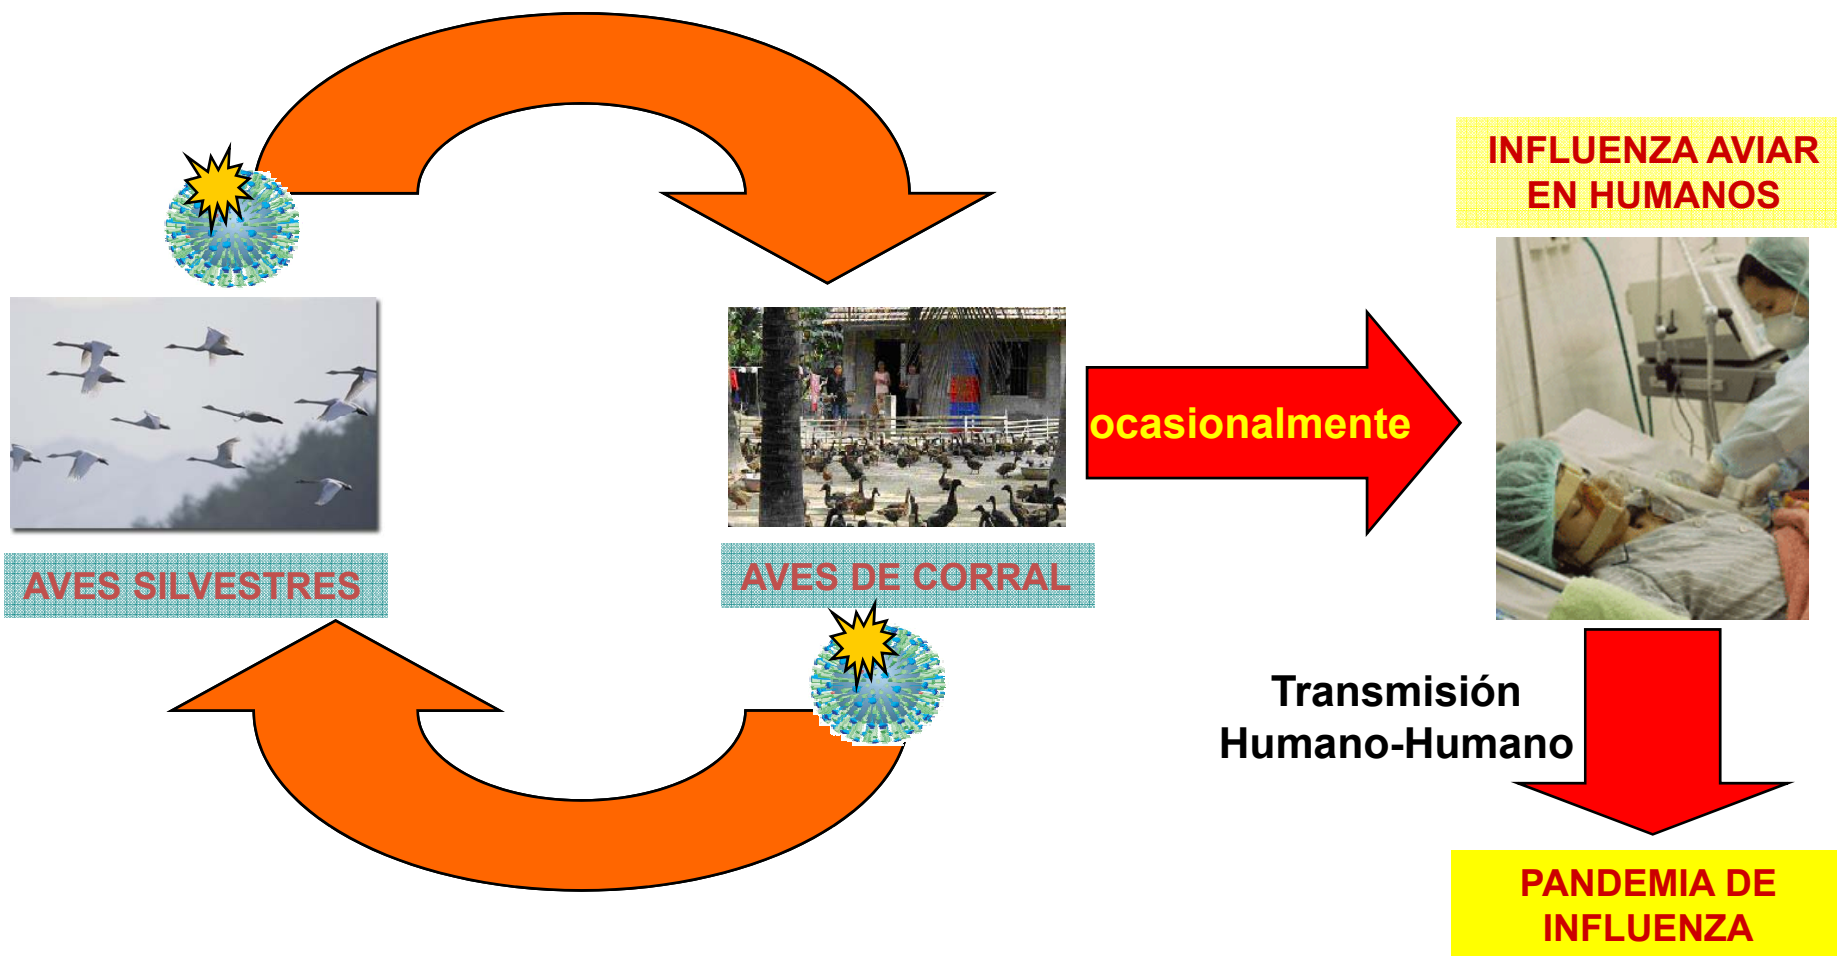 INFLUENZA AVIAR
EN HUMANOS
ocasionalmente
AVES SILVESTRES
AVES DE CORRAL
Transmisión
Humano-Humano
PANDEMIA DE
INFLUENZA